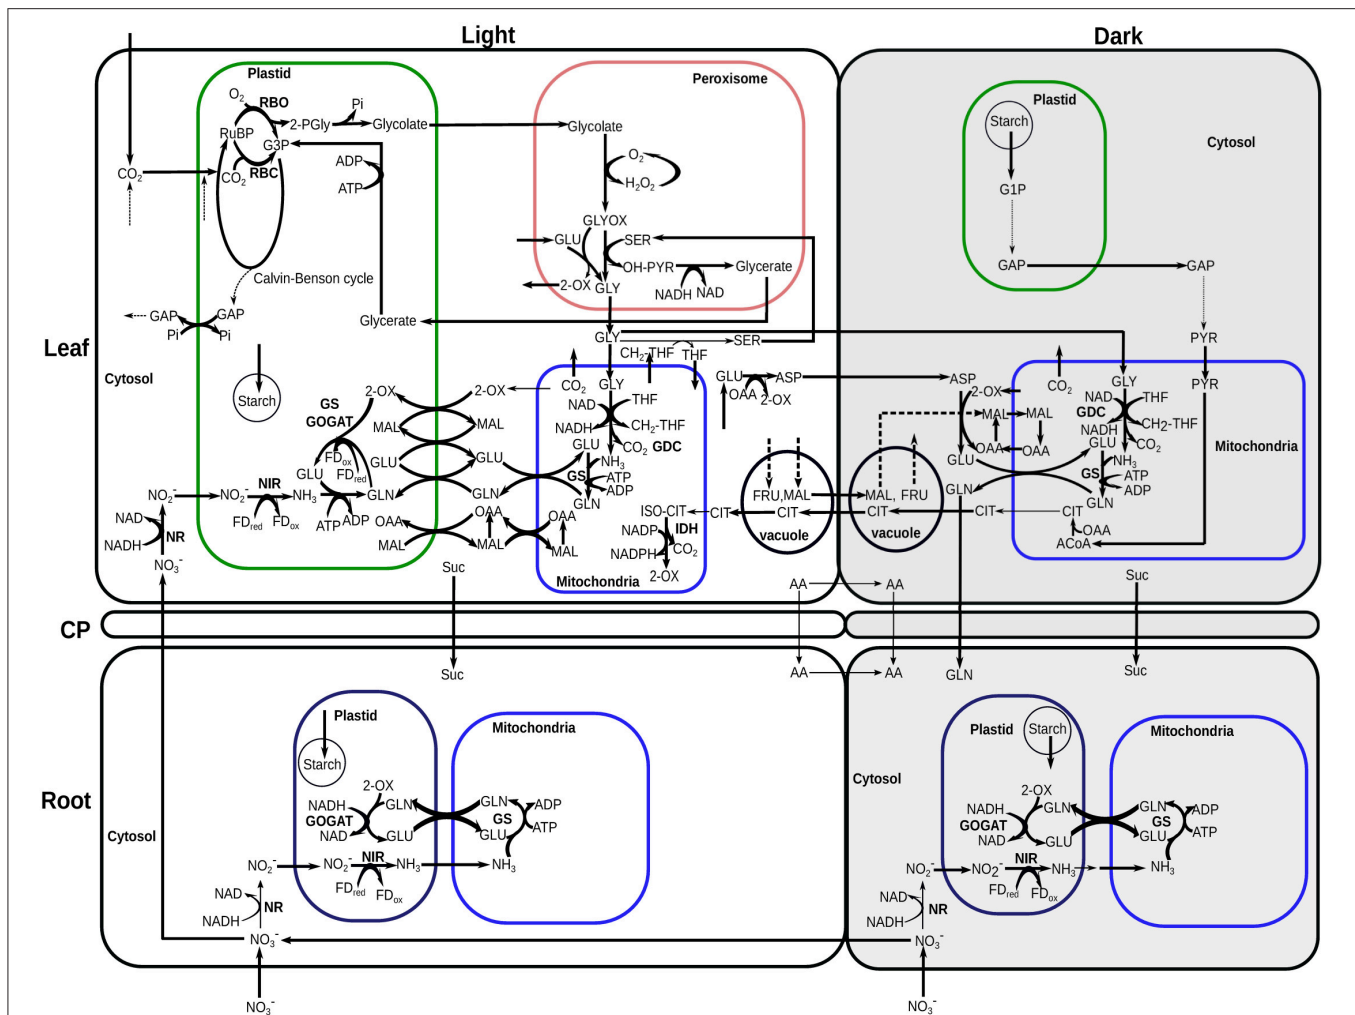 Light
Dark
Leaf
CP
Root
Plastid
O₂
RBO
RuBP
G3P
CO₂
RBC
CO₂
2-PGly
Pi
Glycolate
ADP
ATP
Calvin-Benson cycle
GAP
GAP
Pi
Pi
Glycerate
Cytosol
Starch
GS
GOGAT
2-OX
2-OX
MAL
MAL
GLU
GLU
FDox
FDred
GLU
GLN
GLN
NO₂⁻
NO₂⁻
NIR
NH₃
FDred
FDox
ATP
ADP
NAD
NADH
NR
NO₃⁻
OAA
OAA
OAA
MAL
MAL
MAL
Suc
Peroxisome
Glycolate
O₂
H₂O₂
GLYOX
GLU
SER
OH-PYR
Glycerate
2-OX
GLY
NADH
NAD
GLY
CH₂-THF
THF
SER
CO₂
GLY
NAD
THF
NADH
CH₂-THF
GLU
CO₂
GDC
NH₃
GS
ATP
ADP
GLN
ISO-CIT
CIT
NADP
IDH
CO₂
NADPH
2-OX
Mitochondria
GLU
ASP
OAA
2-OX
FRU,MAL
CIT
vacuole
MAL, FRU
CIT
vacuole
AA
AA
Plastid
Starch
G1P
GAP
GAP
Cytosol
PYR
PYR
ASP
2-OX
MAL
MAL
OAA
OAA
GLU
GLN
CO₂
GLY
NAD
THF
GDC
NADH
CH₂-THF
GLU
CO₂
NH₃
GS
ATP
ADP
GLN
CIT
CIT
OAA
ACoA
Mitochondria
Suc
Suc
AA
AA
GLN
Suc
Plastid
Starch
2-OX
NADH
GLN
GOGAT
NAD
GLU
Mitochondria
GLN
ADP
GS
GLU
ATP
Cytosol
NO₂⁻
NO₂⁻
NIR
NH₃
NH₃
FDred
FDox
NAD
NADH
NR
NO₃⁻
NO₃⁻
Plastid
Starch
2-OX
NADH
GLN
GOGAT
NAD
GLU
Mitochondria
GLN
ADP
GS
GLU
ATP
Cytosol
NO₂⁻
NO₂⁻
NIR
NH₃
NH₃
FDred
FDox
NAD
NADH
NR
NO₃⁻
NO₃⁻